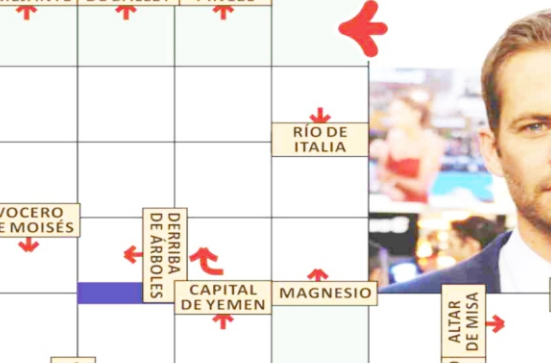 RÍO DE
ITALIA
VOCERO
E MOISÉS
DERRIBA
DE ÁRBOLES
CAPITAL
DE YEMEN
MAGNESIO
ALTAR
DE MISA